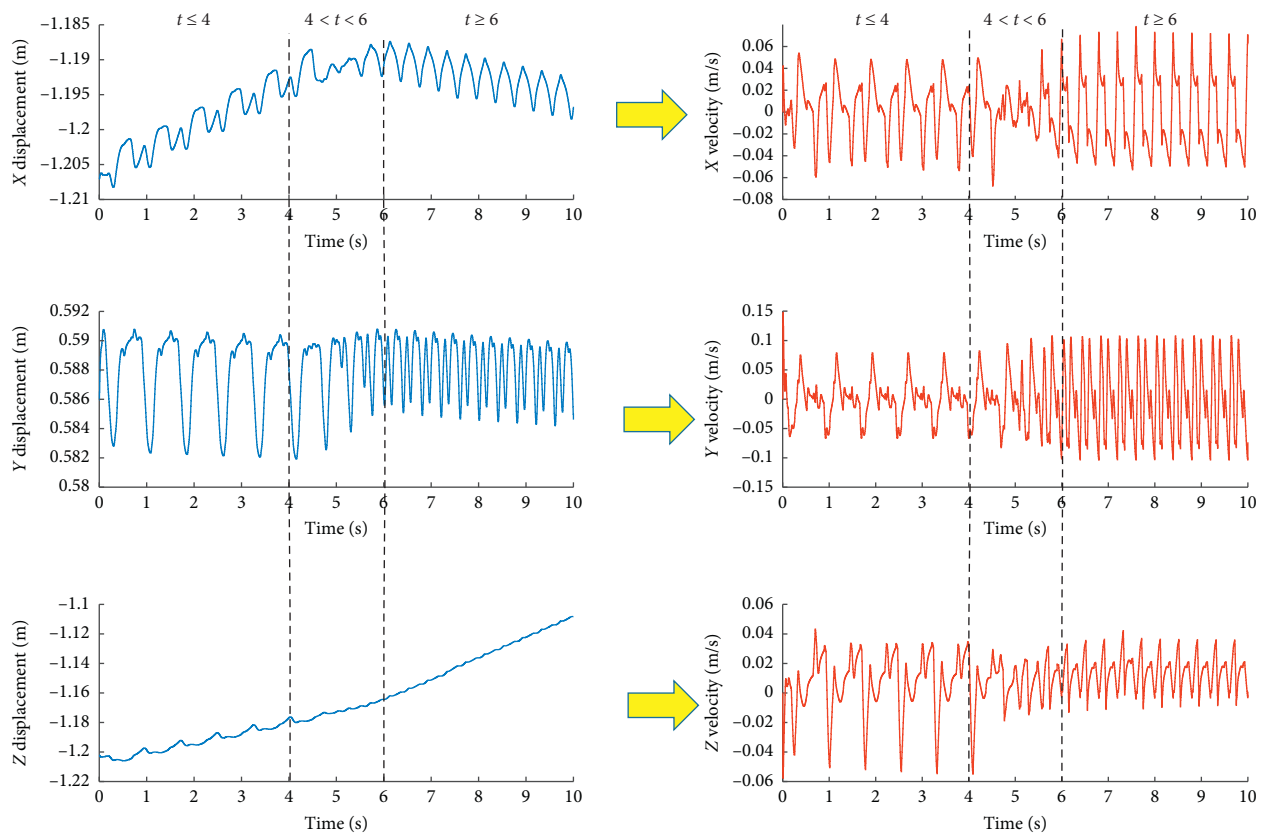 t ≤ 4 4 < t < 6 t ≥ 6
X displacement (m)
–1.185
–1.19
–1.195
–1.2
–1.205
–1.21
0 1 2 3 4 5 6 7 8 9 10
Time (s)
t ≤ 4 4 < t < 6 t ≥ 6
X velocity (m/s)
0.06
0.04
0.02
0
–0.02
–0.04
–0.06
–0.08
0 1 2 3 4 5 6 7 8 9 10
Time (s)
Y displacement (m)
0.592
0.59
0.588
0.586
0.584
0.582
0.58
0 1 2 3 4 5 6 7 8 9 10
Time (s)
Y velocity (m/s)
0.15
0.1
0.05
0
–0.05
–0.1
–0.15
0 1 2 3 4 5 6 7 8 9 10
Time (s)
Z displacement (m)
–1.1
–1.12
–1.14
–1.16
–1.18
–1.2
–1.22
0 1 2 3 4 5 6 7 8 9 10
Time (s)
Z velocity (m/s)
0.06
0.04
0.02
0
–0.02
–0.04
–0.06
0 1 2 3 4 5 6 7 8 9 10
Time (s)